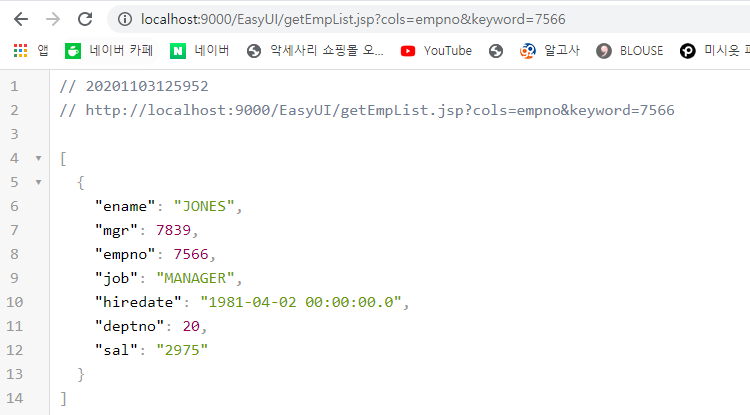 localhost:9000/EasyUI/getEmpList.jsp?cols=empno&keyword=7566
앱 네이버 카페 네이버 악세사리 쇼핑몰 오... YouTube 알고사 BLOUSE 미시옷
1 // 20201103125952
2 // http://localhost:9000/EasyUI/getEmpList.jsp?cols=empno&keyword=7566
3
4 [
5 {
6 "ename": "JONES",
7 "mgr": 7839,
8 "empno": 7566,
9 "job": "MANAGER",
10 "hiredate": "1981-04-02 00:00:00.0",
11 "deptno": 20,
12 "sal": "2975"
13 }
14 ]